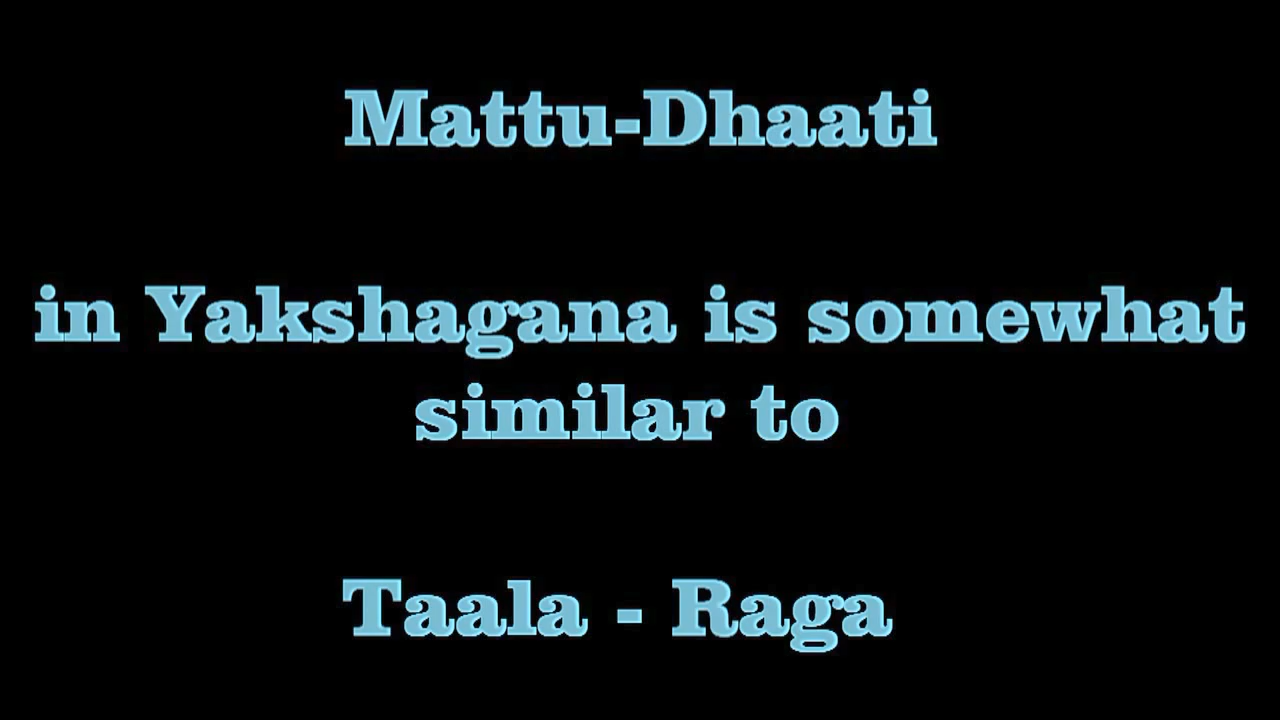 Mattu-Dhaati
in Yakshagana is somewhat
similar to
Taala - Raga